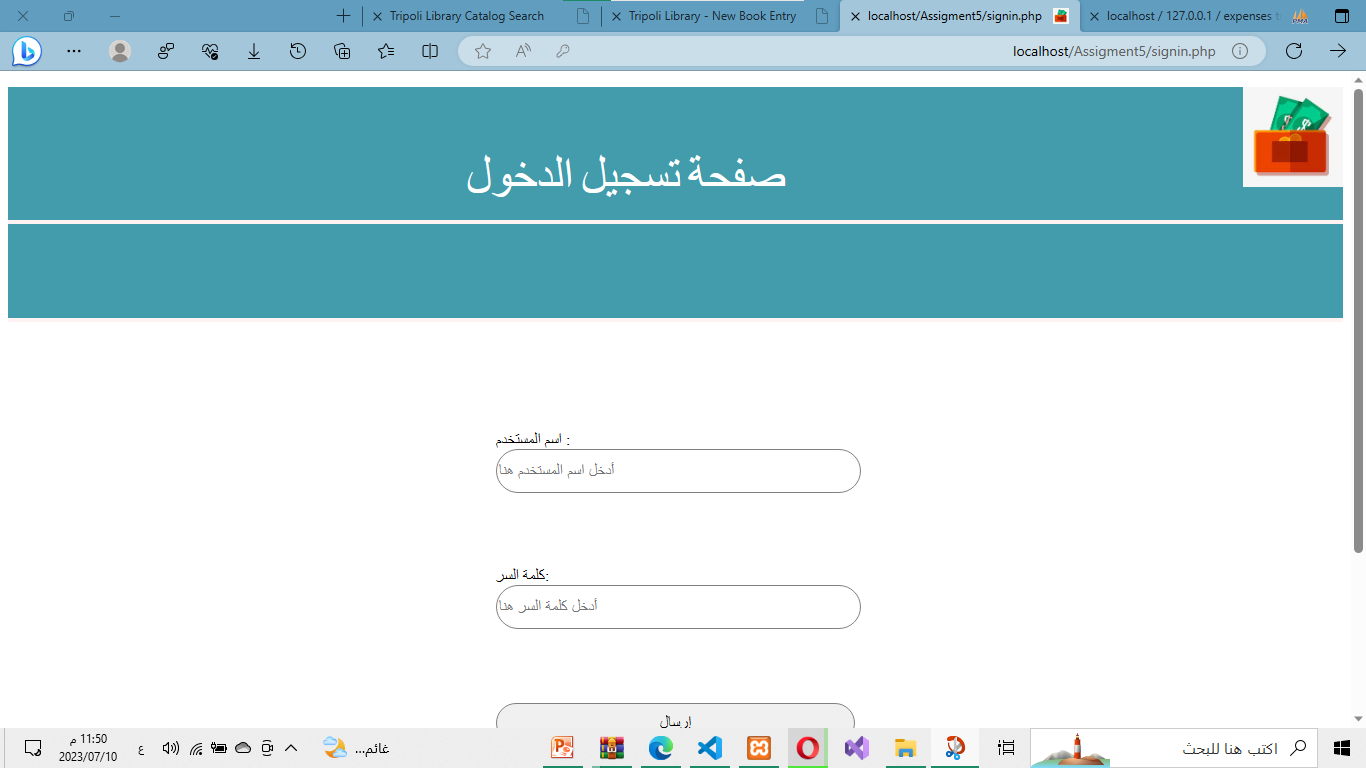 Tripoli Library Catalog Search
Tripoli Library - New Book Entry
localhost/Assigment5/signin.php
localhost / 127.0.0.1 / expenses t
localhost/Assigment5/signin.php
صفحة تسجيل الدخول
اسم المستخدم :
أدخل اسم المستخدم هنا
كلمة السر:
أدخل كلمة السر هنا
إرسال
اكتب هنا للبحث
غائم...
ع
11:50 م
2023/07/10